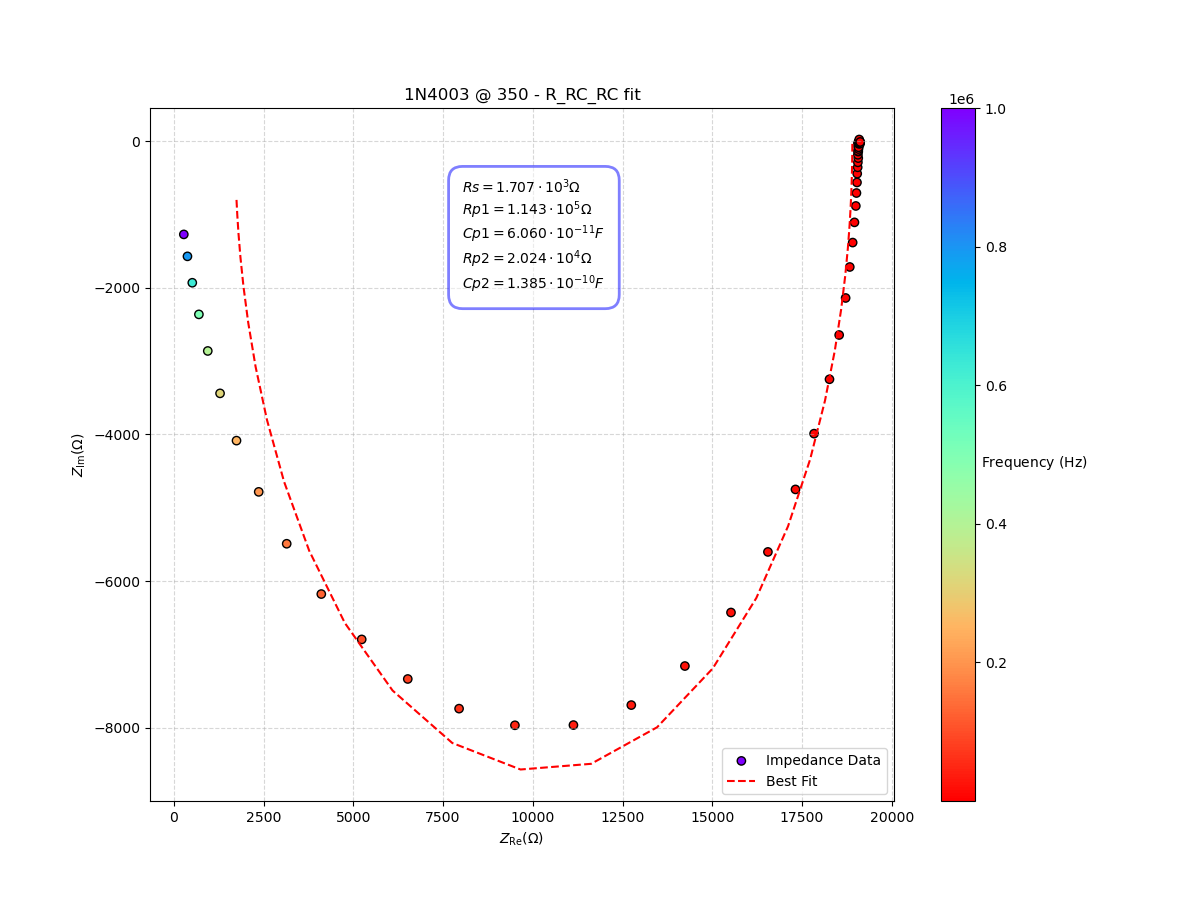 1N4003 @ 350 - R_RC_RC fit
1e6
0
−2000
−4000
−6000
−8000
Z_Im(Ω)
Rs = 1.707 · 10³Ω
Rp1 = 1.143 · 10⁵Ω
Cp1 = 6.060 · 10⁻¹¹F
Rp2 = 2.024 · 10⁴Ω
Cp2 = 1.385 · 10⁻¹⁰F
Impedance Data
Best Fit
0
2500
5000
7500
10000
12500
15000
17500
20000
Z_Re(Ω)
1.0
0.8
0.6
0.4
0.2
Frequency (Hz)